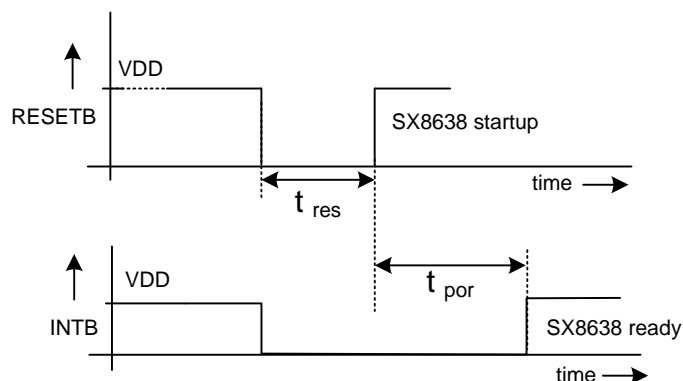 VDD
RESETB
SX8638 startup
time
t res
VDD
t por
INTB
SX8638 ready
time